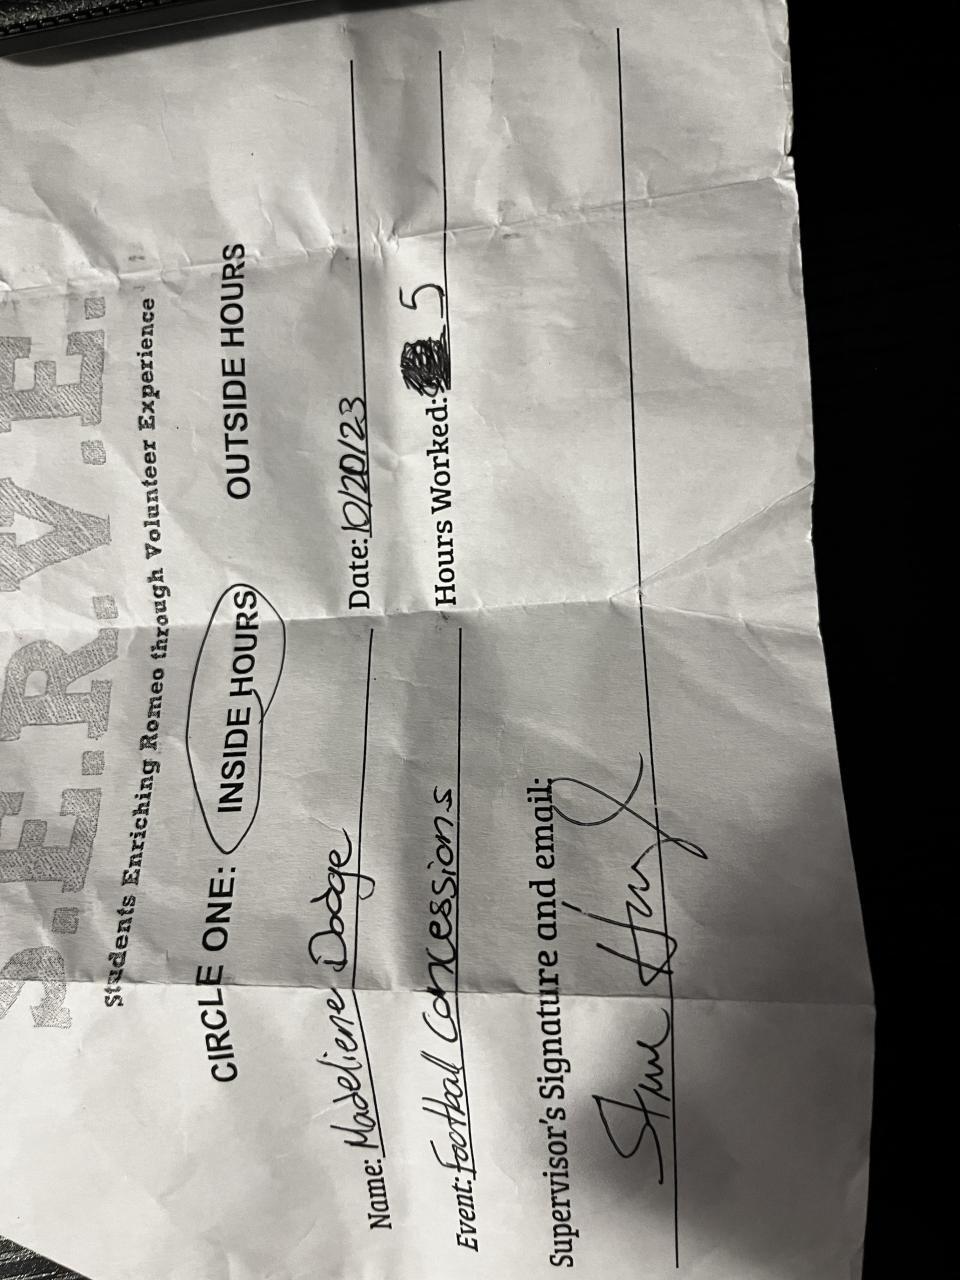 S.E.R.V.E.
Students Enriching Romeo through Volunteer Experience
CIRCLE ONE: INSIDE HOURS OUTSIDE HOURS
Name: Madeliene Dodge Date: 10/20/23
Event: Football Concessions Hours Worked: 5
Supervisor's Signature and email: